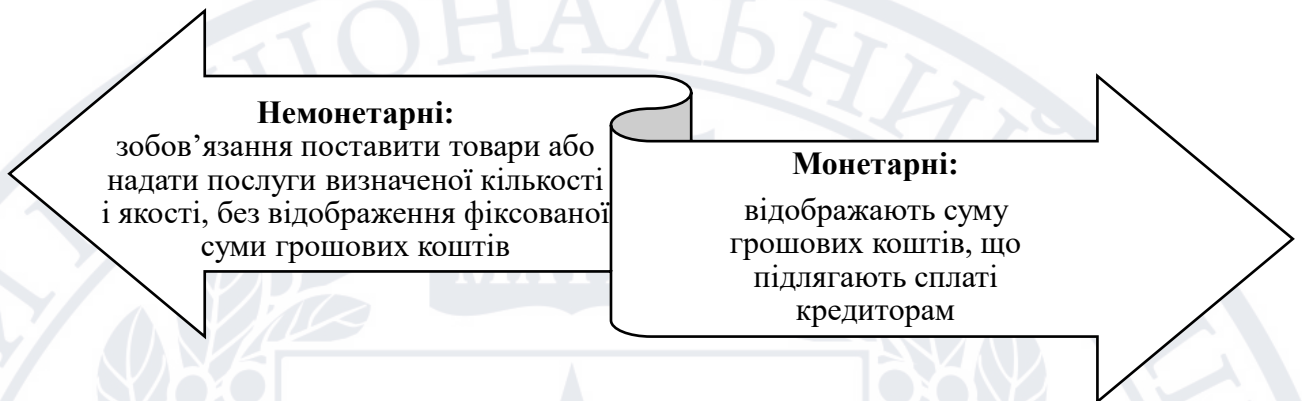 Немонетарні:
зобов’язання поставити товари або
надати послуги визначеної кількості
і якості, без відображення фіксованої
суми грошових коштів
Монетарні:
відображають суму
грошових коштів, що
підлягають сплаті
кредиторам